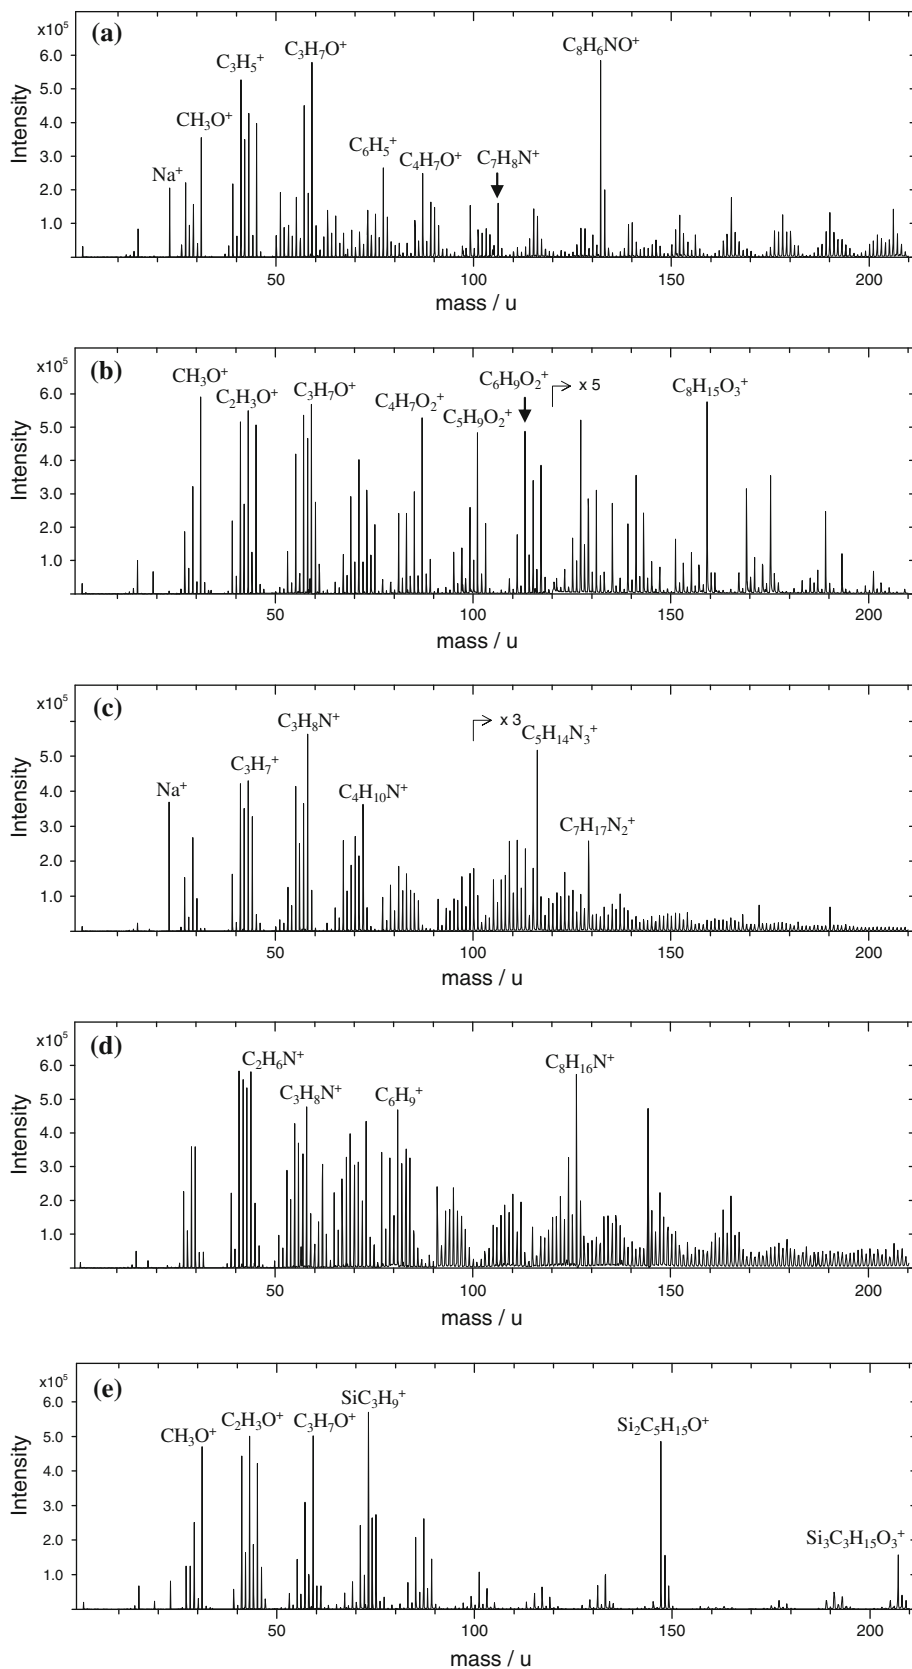 (a)
x10⁵
6.0
5.0
4.0
3.0
2.0
1.0
Intensity
Na⁺
CH₃O⁺
C₃H₅⁺
C₃H₇O⁺
C₆H₅⁺
C₄H₇O⁺
C₇H₈N⁺
C₈H₆NO⁺
50 100 150 200
mass / u
(b)
x10⁵
6.0
5.0
4.0
3.0
2.0
1.0
Intensity
CH₃O⁺
C₂H₃O⁺
C₃H₇O⁺
C₄H₇O₂⁺
C₅H₉O₂⁺
C₆H₉O₂⁺
x 5
C₈H₁₅O₃⁺
50 100 150 200
mass / u
(c)
x10⁵
5.0
4.0
3.0
2.0
1.0
Intensity
Na⁺
C₃H₇⁺
C₃H₈N⁺
C₄H₁₀N⁺
x 3
C₅H₁₄N₃⁺
C₇H₁₇N₂⁺
50 100 150 200
mass / u
(d)
x10⁵
6.0
5.0
4.0
3.0
2.0
1.0
Intensity
C₂H₆N⁺
C₃H₈N⁺
C₆H₉⁺
C₈H₁₆N⁺
50 100 150 200
mass / u
(e)
x10⁵
6.0
5.0
4.0
3.0
2.0
1.0
Intensity
CH₃O⁺
C₂H₃O⁺
C₃H₇O⁺
SiC₃H₉⁺
Si₂C₅H₁₅O⁺
Si₃C₃H₁₅O₃⁺
50 100 150 200
mass / u